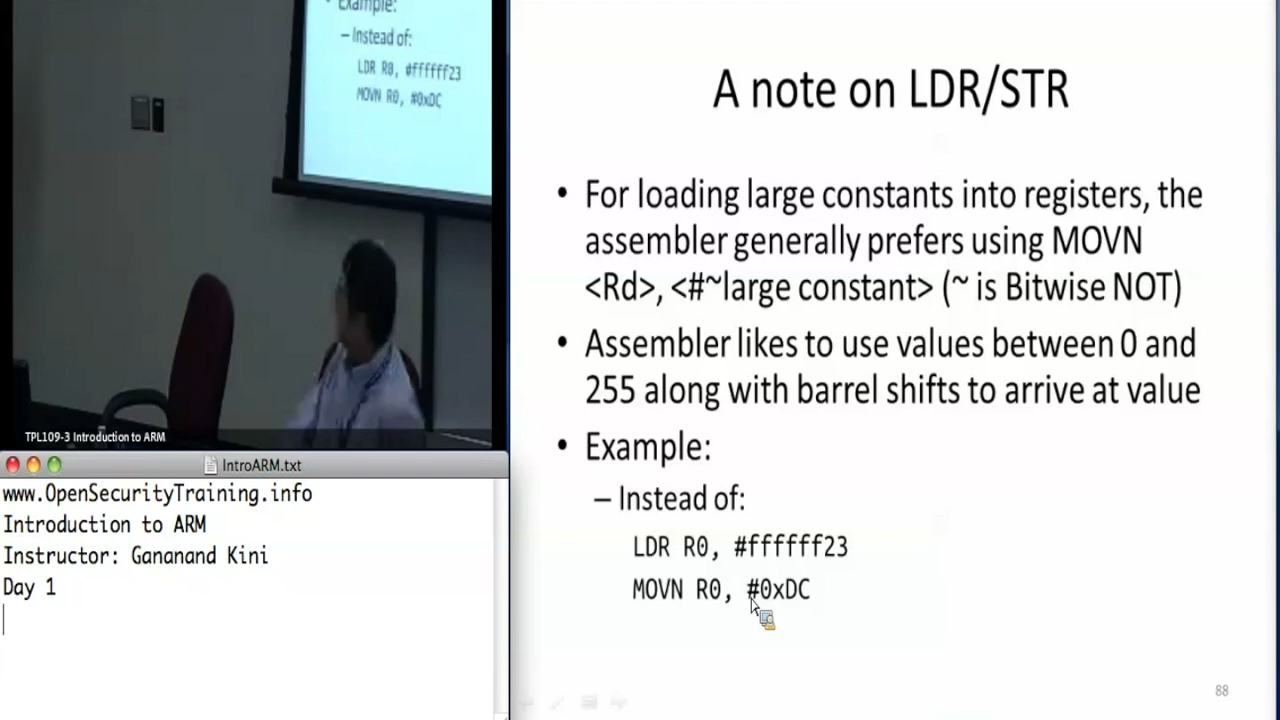 Example:
– Instead of:
LDR R0, #ffffff23
MOVN R0, #0xDC
TPL109-3 Introduction to ARM
IntroARM.txt
www.OpenSecurityTraining.info
Introduction to ARM
Instructor: Gananand Kini
Day 1
A note on LDR/STR
• For loading large constants into registers, the
assembler generally prefers using MOVN
<Rd>, <#~large constant> (~ is Bitwise NOT)
• Assembler likes to use values between 0 and
255 along with barrel shifts to arrive at value
• Example:
– Instead of:
LDR R0, #ffffff23
MOVN R0, #0xDC
88